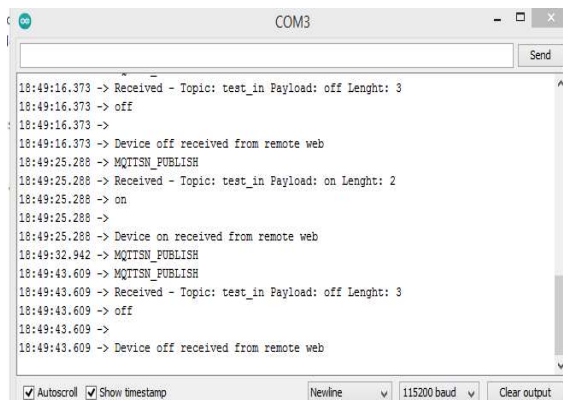 COM3
Send
18:49:16.373 -> Received - Topic: test_in Payload: off Lenght: 3
18:49:16.373 -> off
18:49:16.373 ->
18:49:16.373 -> Device off received from remote web
18:49:25.288 -> MQTTSN_PUBLISH
18:49:25.288 -> Received - Topic: test_in Payload: on Lenght: 2
18:49:25.288 -> on
18:49:25.288 ->
18:49:25.288 -> Device on received from remote web
18:49:32.942 -> MQTTSN_PUBLISH
18:49:43.609 -> MQTTSN_PUBLISH
18:49:43.609 -> Received - Topic: test_in Payload: off Lenght: 3
18:49:43.609 -> off
18:49:43.609 ->
18:49:43.609 -> Device off received from remote web
Autoscroll Show timestamp Newline 115200 baud Clear output